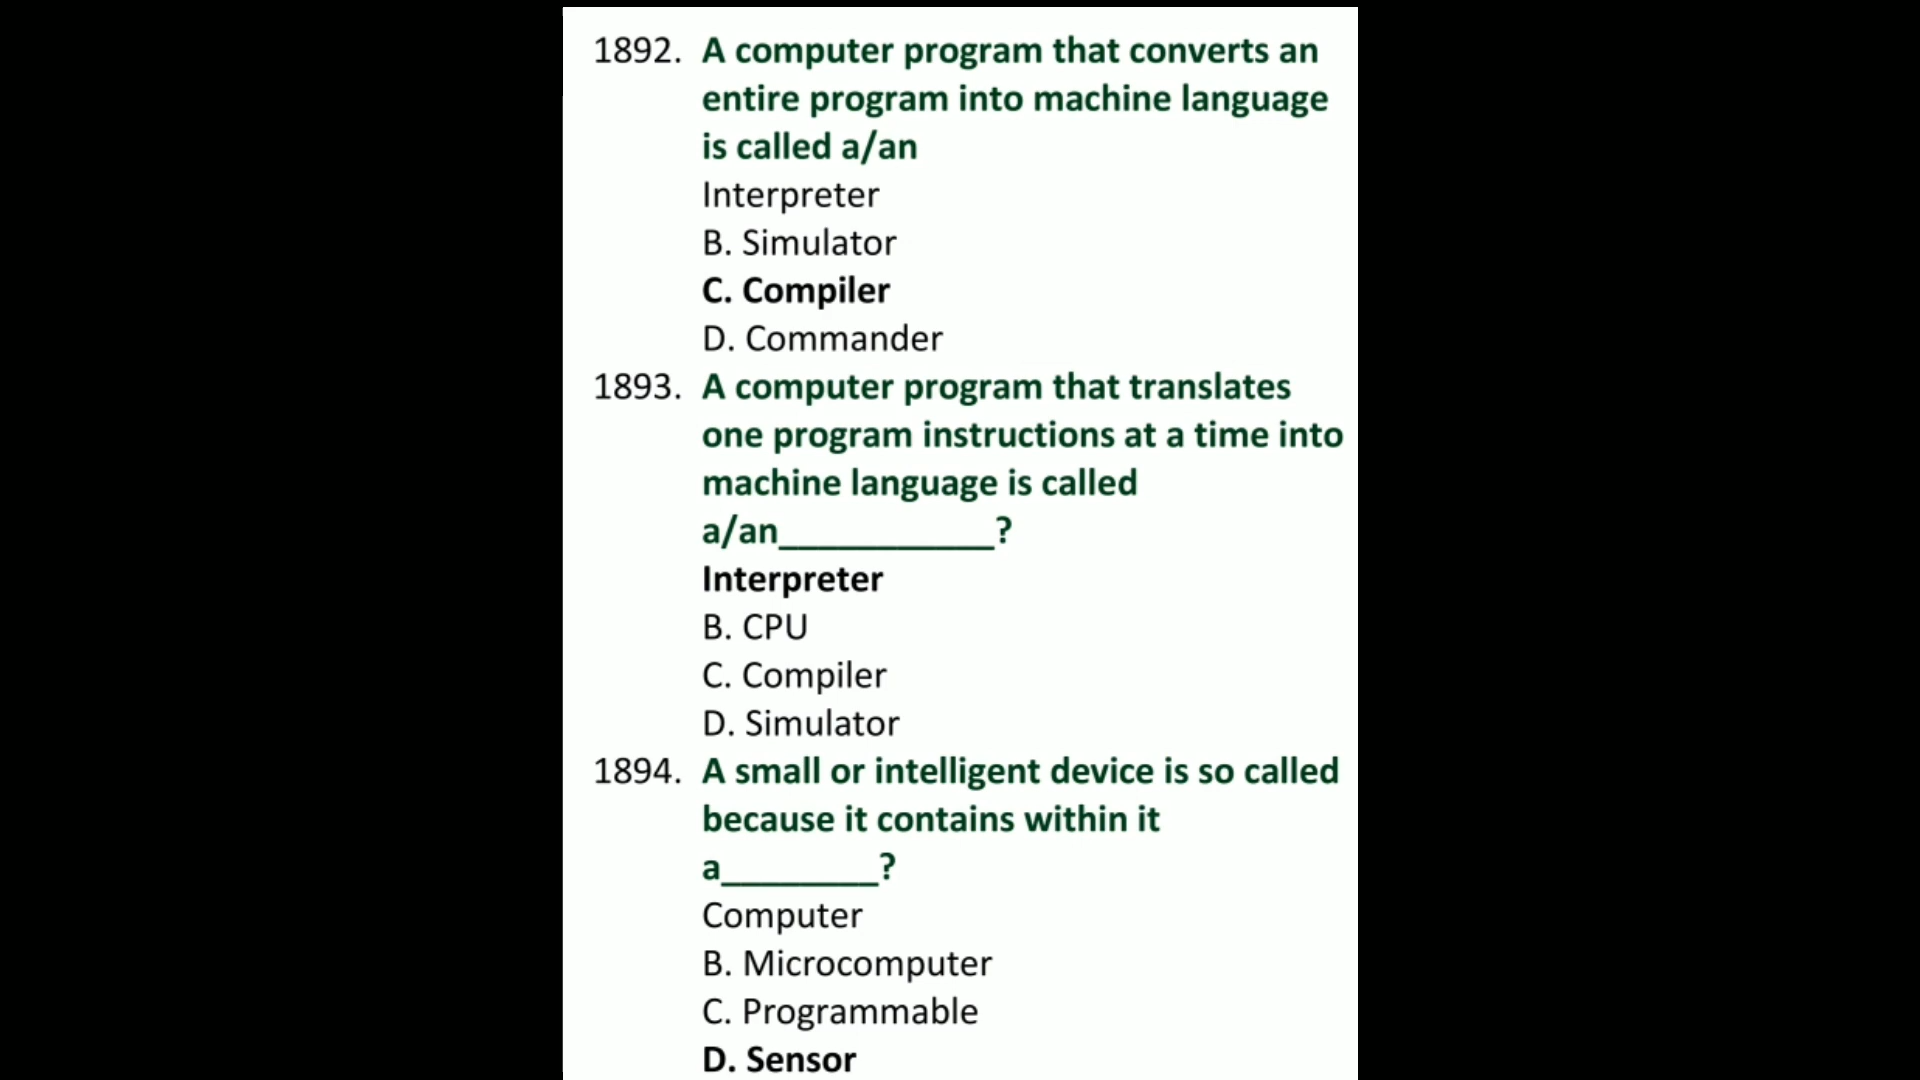 1892. A computer program that converts an
entire program into machine language
is called a/an
Interpreter
B. Simulator
C. Compiler
D. Commander
1893. A computer program that translates
one program instructions at a time into
machine language is called
a/an___________?
Interpreter
B. CPU
C. Compiler
D. Simulator
1894. A small or intelligent device is so called
because it contains within it
a________?
Computer
B. Microcomputer
C. Programmable
D. Sensor